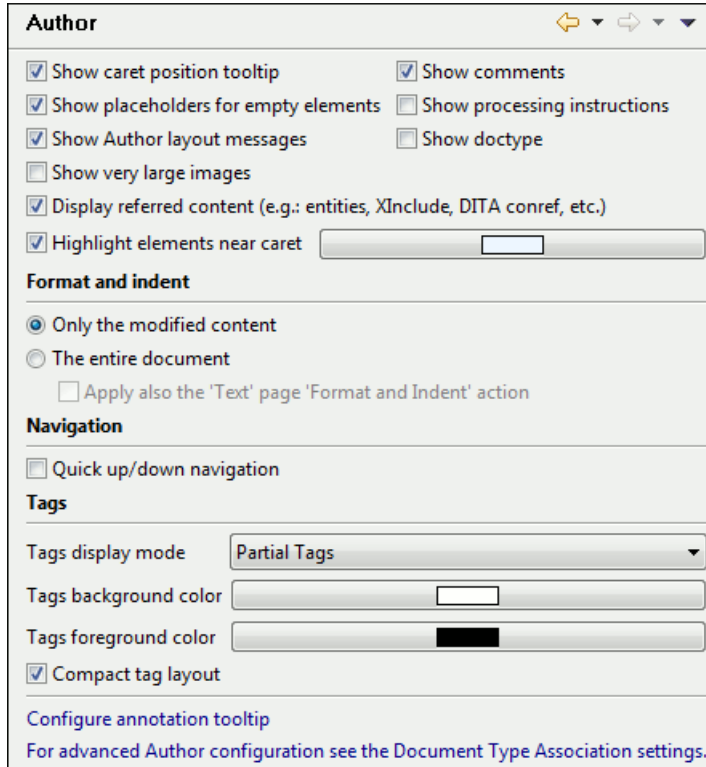 Author
Show caret position tooltip
Show comments
Show placeholders for empty elements
Show processing instructions
Show Author layout messages
Show doctype
Show very large images
Display referred content (e.g.: entities, XInclude, DITA conref, etc.)
Highlight elements near caret
Format and indent
Only the modified content
The entire document
Apply also the 'Text' page 'Format and Indent' action
Navigation
Quick up/down navigation
Tags
Tags display mode Partial Tags
Tags background color
Tags foreground color
Compact tag layout
Configure annotation tooltip
For advanced Author configuration see the Document Type Association settings.